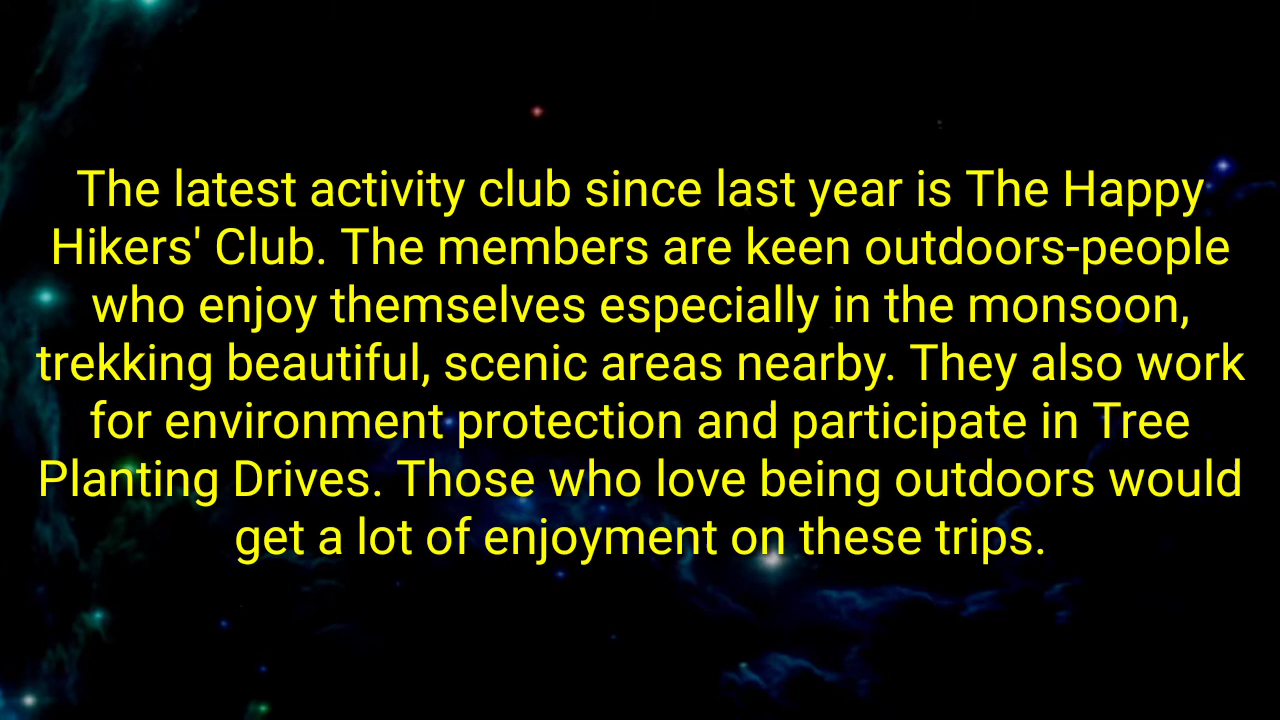 The latest activity club since last year is The Happy
Hikers' Club. The members are keen outdoors-people
who enjoy themselves especially in the monsoon,
trekking beautiful, scenic areas nearby. They also work
for environment protection and participate in Tree
Planting Drives. Those who love being outdoors would
get a lot of enjoyment on these trips.